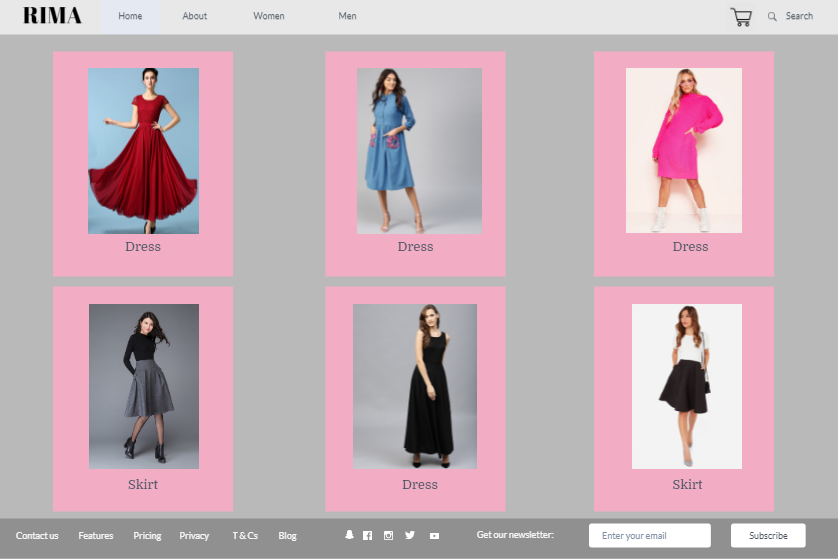 RIMA Home About Women Men Search
Dress Dress Dress
Skirt Dress Skirt
Contact us Features Pricing Privacy T & Cs Blog Get our newsletter: Enter your email Subscribe